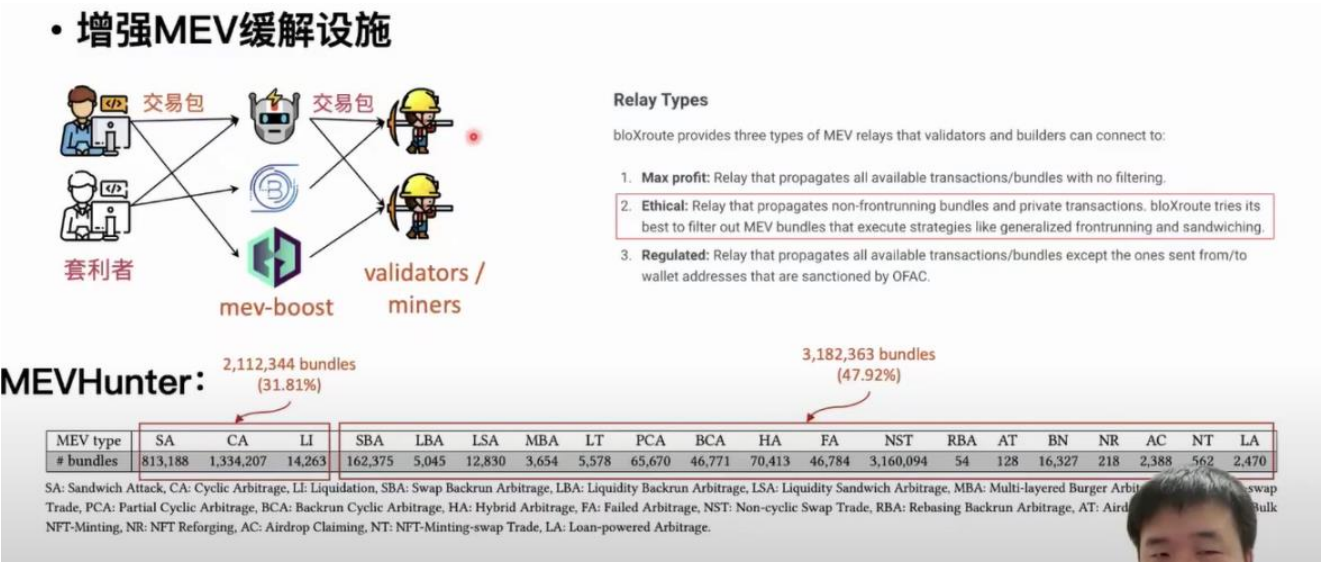 • 增强MEV缓解设施
交易包 交易包
套利者
mev-boost
validators /
miners
Relay Types
bloXroute provides three types of MEV relays that validators and builders can connect to:
1. Max profit: Relay that propagates all available transactions/bundles with no filtering.
2. Ethical: Relay that propagates non-frontrunning bundles and private transactions. bloXroute tries its
best to filter out MEV bundles that execute strategies like generalized frontrunning and sandwiching.
3. Regulated: Relay that propagates all available transactions/bundles except the ones sent from/to
wallet addresses that are sanctioned by OFAC.
MEVHunter：
2,112,344 bundles
(31.81%)
3,182,363 bundles
(47.92%)
MEV type SA CA LI SBA LBA LSA MBA LT PCA BCA HA FA NST RBA AT BN NR AC NT LA
# bundles 813,188 1,334,207 14,263 162,375 5,045 12,830 3,654 5,578 65,670 46,771 70,413 46,784 3,160,094 54 128 16,327 218 2,388 562 2,470
SA: Sandwich Attack, CA: Cyclic Arbitrage, LI: Liquidation, SBA: Swap Backrun Arbitrage, LBA: Liquidity Backrun Arbitrage, LSA: Liquidity Sandwich Arbitrage, MBA: Multi-layered Burger -swap
Trade, PCA: Partial Cyclic Arbitrage, BCA: Backrun Cyclic Arbitrage, HA: Hybrid Arbitrage, FA: Failed Arbitrage, NST: Non-cyclic Swap Trade, RBA: Rebasing Backrun Arbitrage, AT: Bulk
NFT-Minting, NR: NFT Reforging, AC: Airdrop Claiming, NT: NFT-Minting-swap Trade, LA: Loan-powered Arbitrage.